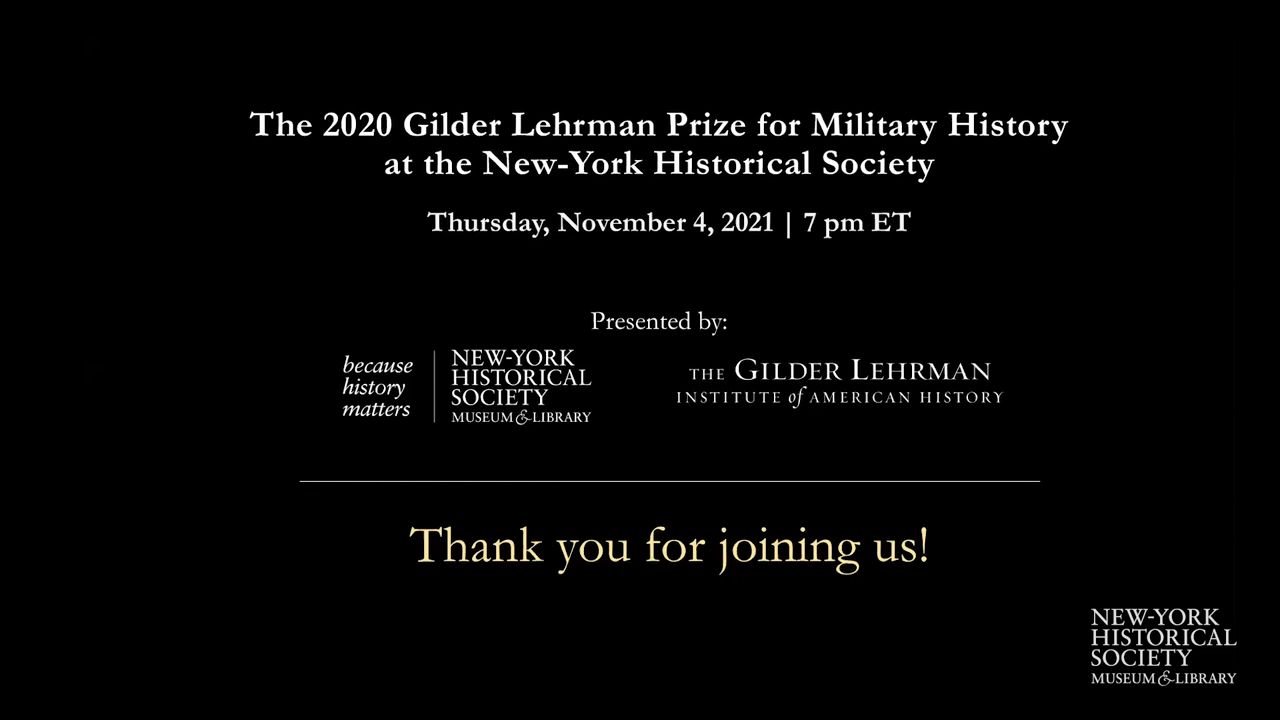 The 2020 Gilder Lehrman Prize for Military History
at the New-York Historical Society
Thursday, November 4, 2021 | 7 pm ET
Presented by:
because
history
matters
NEW-YORK
HISTORICAL
SOCIETY
MUSEUM & LIBRARY
THE GILDER LEHRMAN
INSTITUTE of AMERICAN HISTORY
Thank you for joining us!
NEW-YORK
HISTORICAL
SOCIETY
MUSEUM & LIBRARY